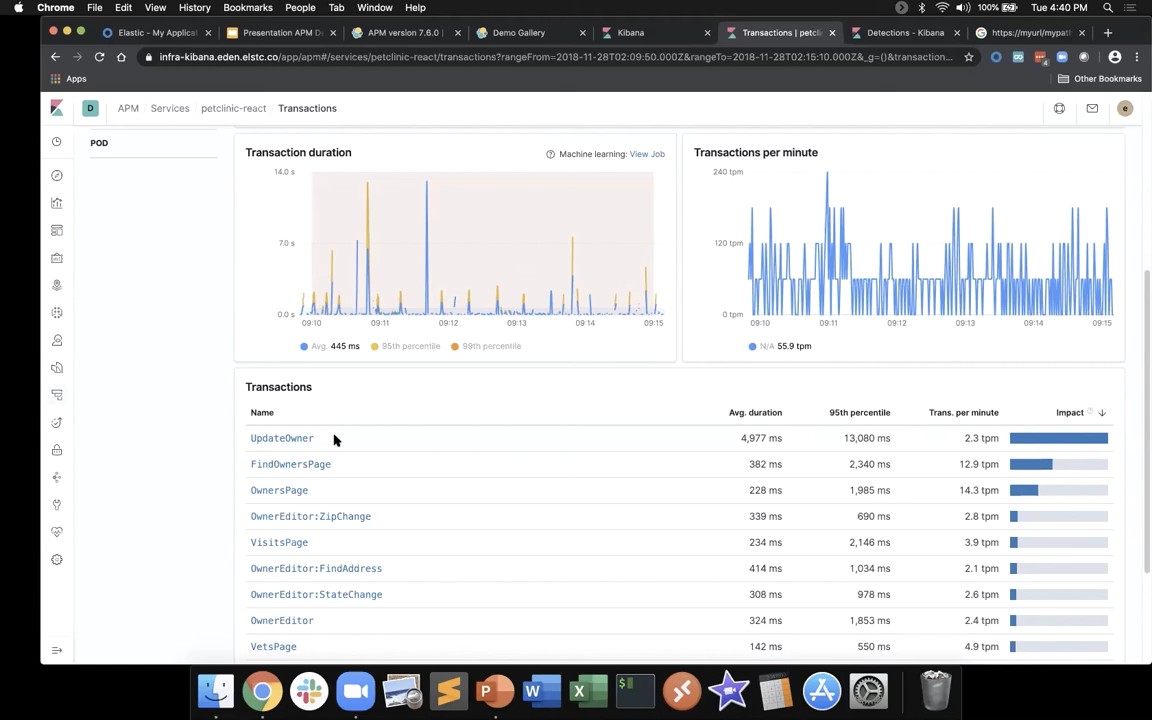 Chrome File Edit View History Bookmarks People Tab Window Help 100% Tue 4:40 PM
Elastic - My Applica Presentation APM D APM version 7.6.0 Demo Gallery Kibana Transactions | petcli Detections - Kibana https://myurl/mypath
infra-kibana.eden.elstc.co/app/apm#/services/petclinic-react/transactions?rangeFrom=2018-11-28T02:09:50.000Z&rangeTo=2018-11-28T02:15:10.000Z&_g=()&transaction...
Apps Other Bookmarks
D APM Services petclinic-react Transactions e
POD
Transaction duration
Machine learning: View Job
14.0 s
7.0 s
0.0 s
09:10 09:11 09:12 09:13 09:14 09:15
Avg. 445 ms 95th percentile 99th percentile
Transactions per minute
240 tpm
120 tpm
0 tpm
09:10 09:11 09:12 09:13 09:14 09:15
N/A 55.9 tpm
Transactions
Name Avg. duration 95th percentile Trans. per minute Impact
UpdateOwner 4,977 ms 13,080 ms 2.3 tpm
FindOwnersPage 382 ms 2,340 ms 12.9 tpm
OwnersPage 228 ms 1,985 ms 14.3 tpm
OwnerEditor:ZipChange 339 ms 690 ms 2.8 tpm
VisitsPage 234 ms 2,146 ms 3.9 tpm
OwnerEditor:FindAddress 414 ms 1,034 ms 2.1 tpm
OwnerEditor:StateChange 308 ms 978 ms 2.6 tpm
OwnerEditor 324 ms 1,853 ms 2.4 tpm
VetsPage 142 ms 550 ms 4.9 tpm